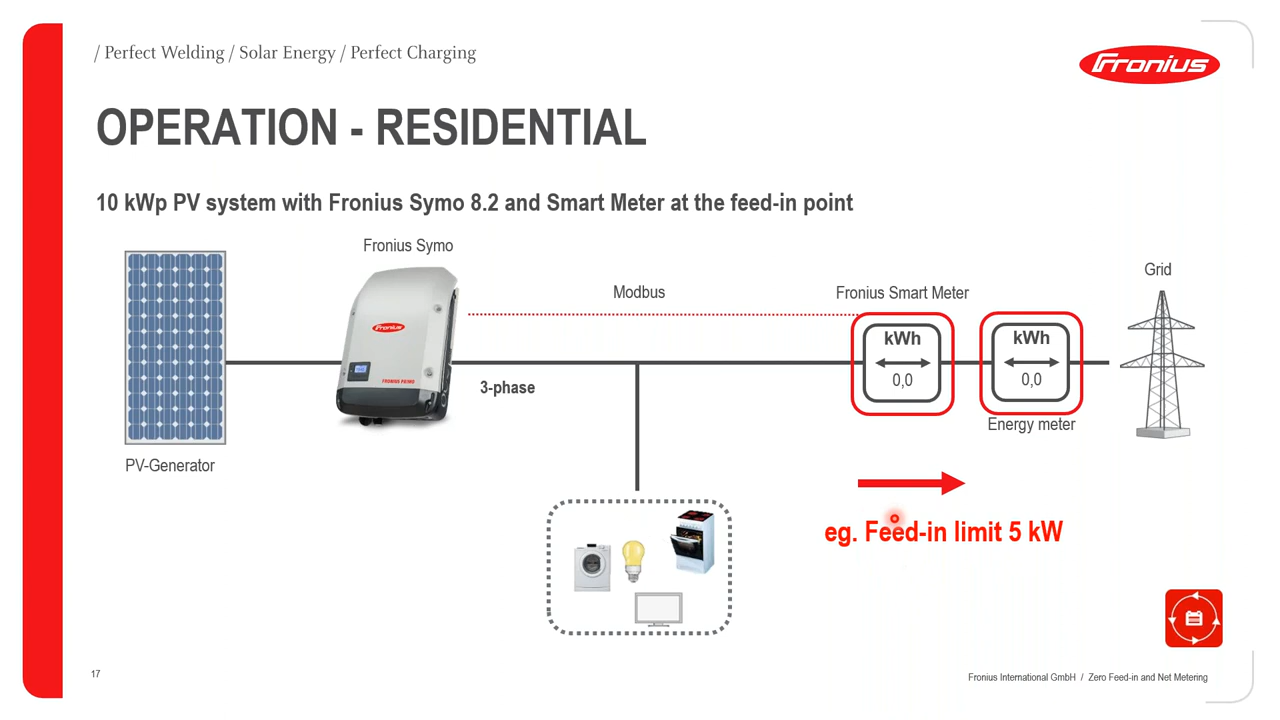 / Perfect Welding / Solar Energy / Perfect Charging
Fronius
OPERATION - RESIDENTIAL
10 kWp PV system with Fronius Symo 8.2 and Smart Meter at the feed-in point
Fronius Symo
Grid
Modbus
Fronius Smart Meter
Fronius
FRONIUS PRIMO
kWh
0,0
kWh
0,0
3-phase
Energy meter
PV-Generator
eg. Feed-in limit 5 kW
17
Fronius International GmbH / Zero Feed-in and Net Metering